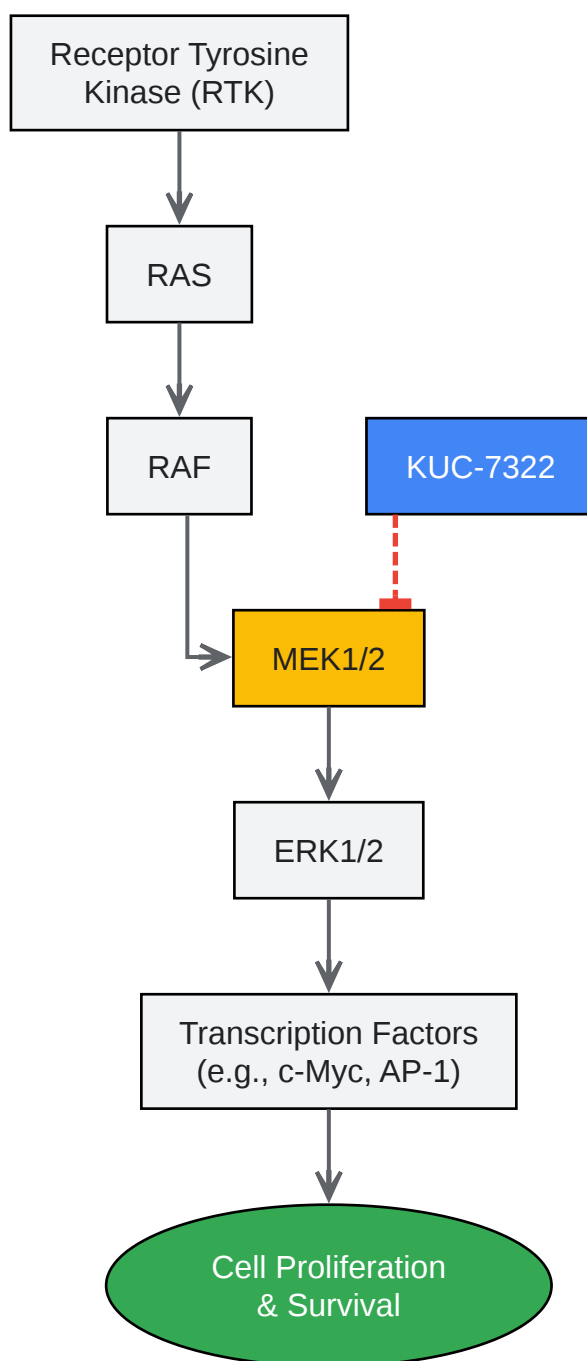 Receptor Tyrosine
Kinase (RTK)
RAS
RAF
KUC-7322
MEK1/2
ERK1/2
Transcription Factors
(e.g., c-Myc, AP-1)
Cell Proliferation
& Survival